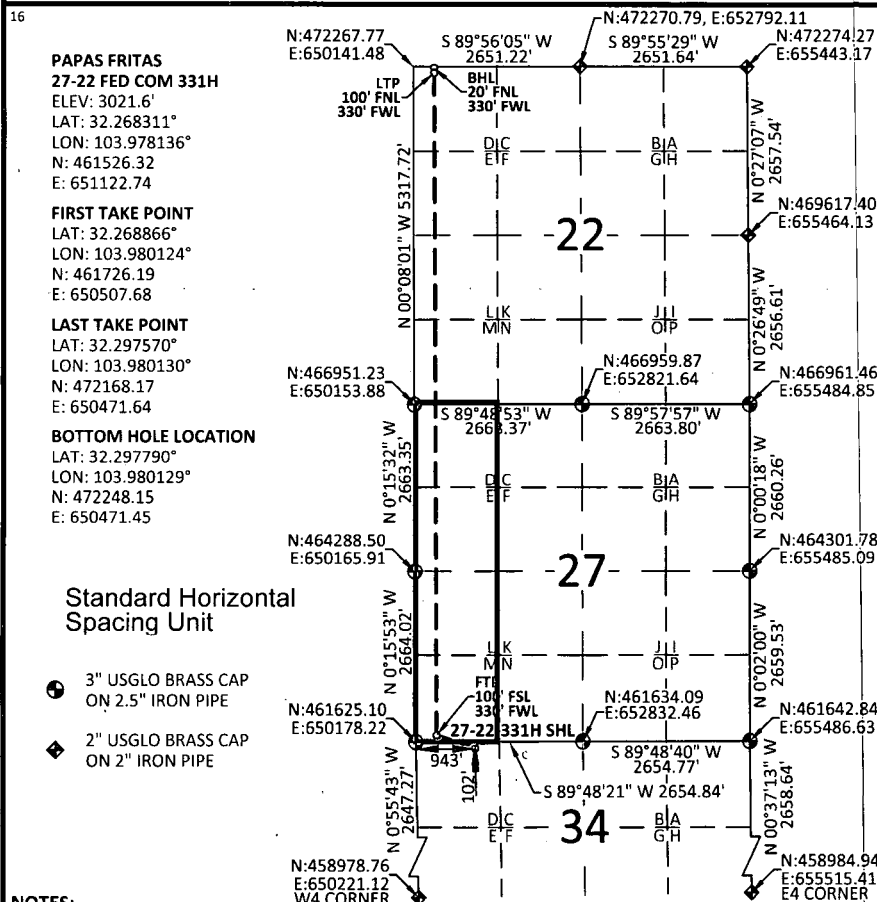 16
PAPAS FRITAS
27-22 FED COM 331H
ELEV: 3021.6'
LAT: 32.268311°
LON: 103.978136°
N: 461526.32
E: 651122.74
FIRST TAKE POINT
LAT: 32.268866°
LON: 103.980124°
N: 461726.19
E: 650507.68
LAST TAKE POINT
LAT: 32.297570°
LON: 103.980130°
N: 472168.17
E: 650471.64
BOTTOM HOLE LOCATION
LAT: 32.297790°
LON: 103.980129°
N: 472248.15
E: 650471.45
Standard Horizontal
Spacing Unit
3" USGLO BRASS CAP
ON 2.5" IRON PIPE
2" USGLO BRASS CAP
ON 2" IRON PIPE
NOTES:
N:472267.77
E:650141.48
S 89°56'05" W
2651.22'
N:472270.79, E:652792.11
S 89°55'29" W
2651.64'
N:472274.27
E:655443.17
LTP
100' FNL
330' FWL
BHL
20' FNL
330' FWL
D C
E F
B A
G H
N 0°27'07" W
2657.54'
N 00°08'01" W 5317.72'
22
N:469617.40
E:655464.13
L K
M N
J I
O P
N 0°26'49" W
2656.61'
N:466951.23
E:650153.88
N:466959.87
E:652821.64
N:466961.46
E:655484.85
S 89°48'53" W
2663.37'
S 89°57'57" W
2663.80'
N 0°15'32" W
2663.35'
D C
E F
B A
G H
N 0°00'18" W
2660.26'
N:464288.50
E:650165.91
27
N:464301.78
E:655485.09
N 0°15'53" W
2664.02'
L K
M N
J I
O P
N 0°02'00" W
2659.53'
FTP
100' FSL
330' FWL
N:461625.10
E:650178.22
27-22 331H SHL
N:461634.09
E:652832.46
N:461642.84
E:655486.63
943'
102'
C
S 89°48'40" W
2654.77'
S 89°48'21" W 2654.84'
N 0°55'43" W
2647.27'
D C
E F
34
B A
G H
N 00°37'13" W
2658.64'
N:458978.76
E:650221.12
W4 CORNER
N:458984.94
E:655515.41
E4 CORNER